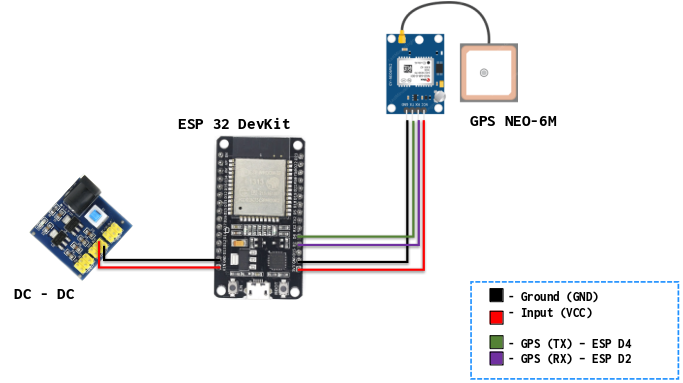 GPS NEO-6M
ESP 32 DevKit
DC - DC
- Ground (GND)
- Input (VCC)
- GPS (TX) - ESP D4
- GPS (RX) - ESP D2